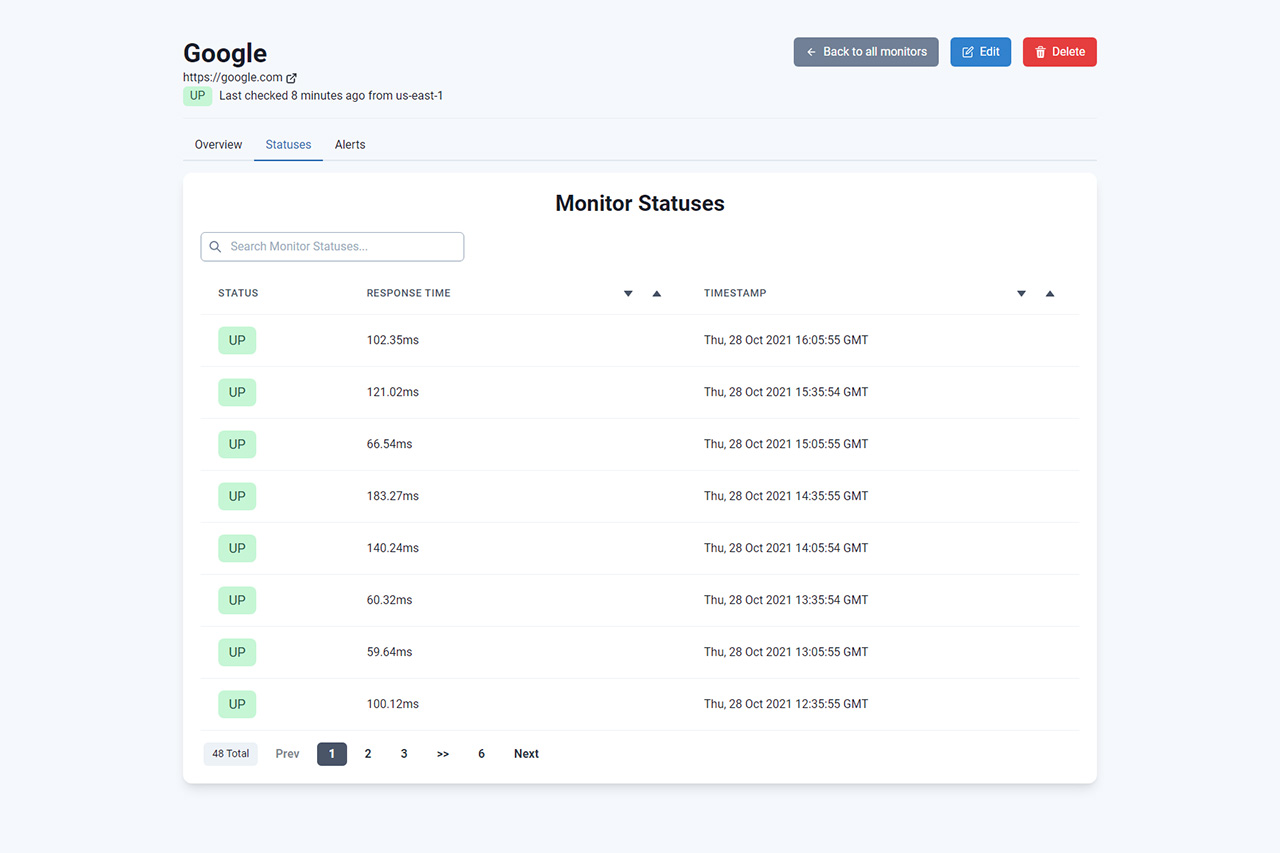 Google
https://google.com
UP Last checked 8 minutes ago from us-east-1
Back to all monitors Edit Delete
Overview Statuses Alerts
Monitor Statuses
Search Monitor Statuses...
STATUS RESPONSE TIME TIMESTAMP
UP 102.35ms Thu, 28 Oct 2021 16:05:55 GMT
UP 121.02ms Thu, 28 Oct 2021 15:35:54 GMT
UP 66.54ms Thu, 28 Oct 2021 15:05:55 GMT
UP 183.27ms Thu, 28 Oct 2021 14:35:55 GMT
UP 140.24ms Thu, 28 Oct 2021 14:05:54 GMT
UP 60.32ms Thu, 28 Oct 2021 13:35:54 GMT
UP 59.64ms Thu, 28 Oct 2021 13:05:55 GMT
UP 100.12ms Thu, 28 Oct 2021 12:35:55 GMT
48 Total Prev 1 2 3 >> 6 Next